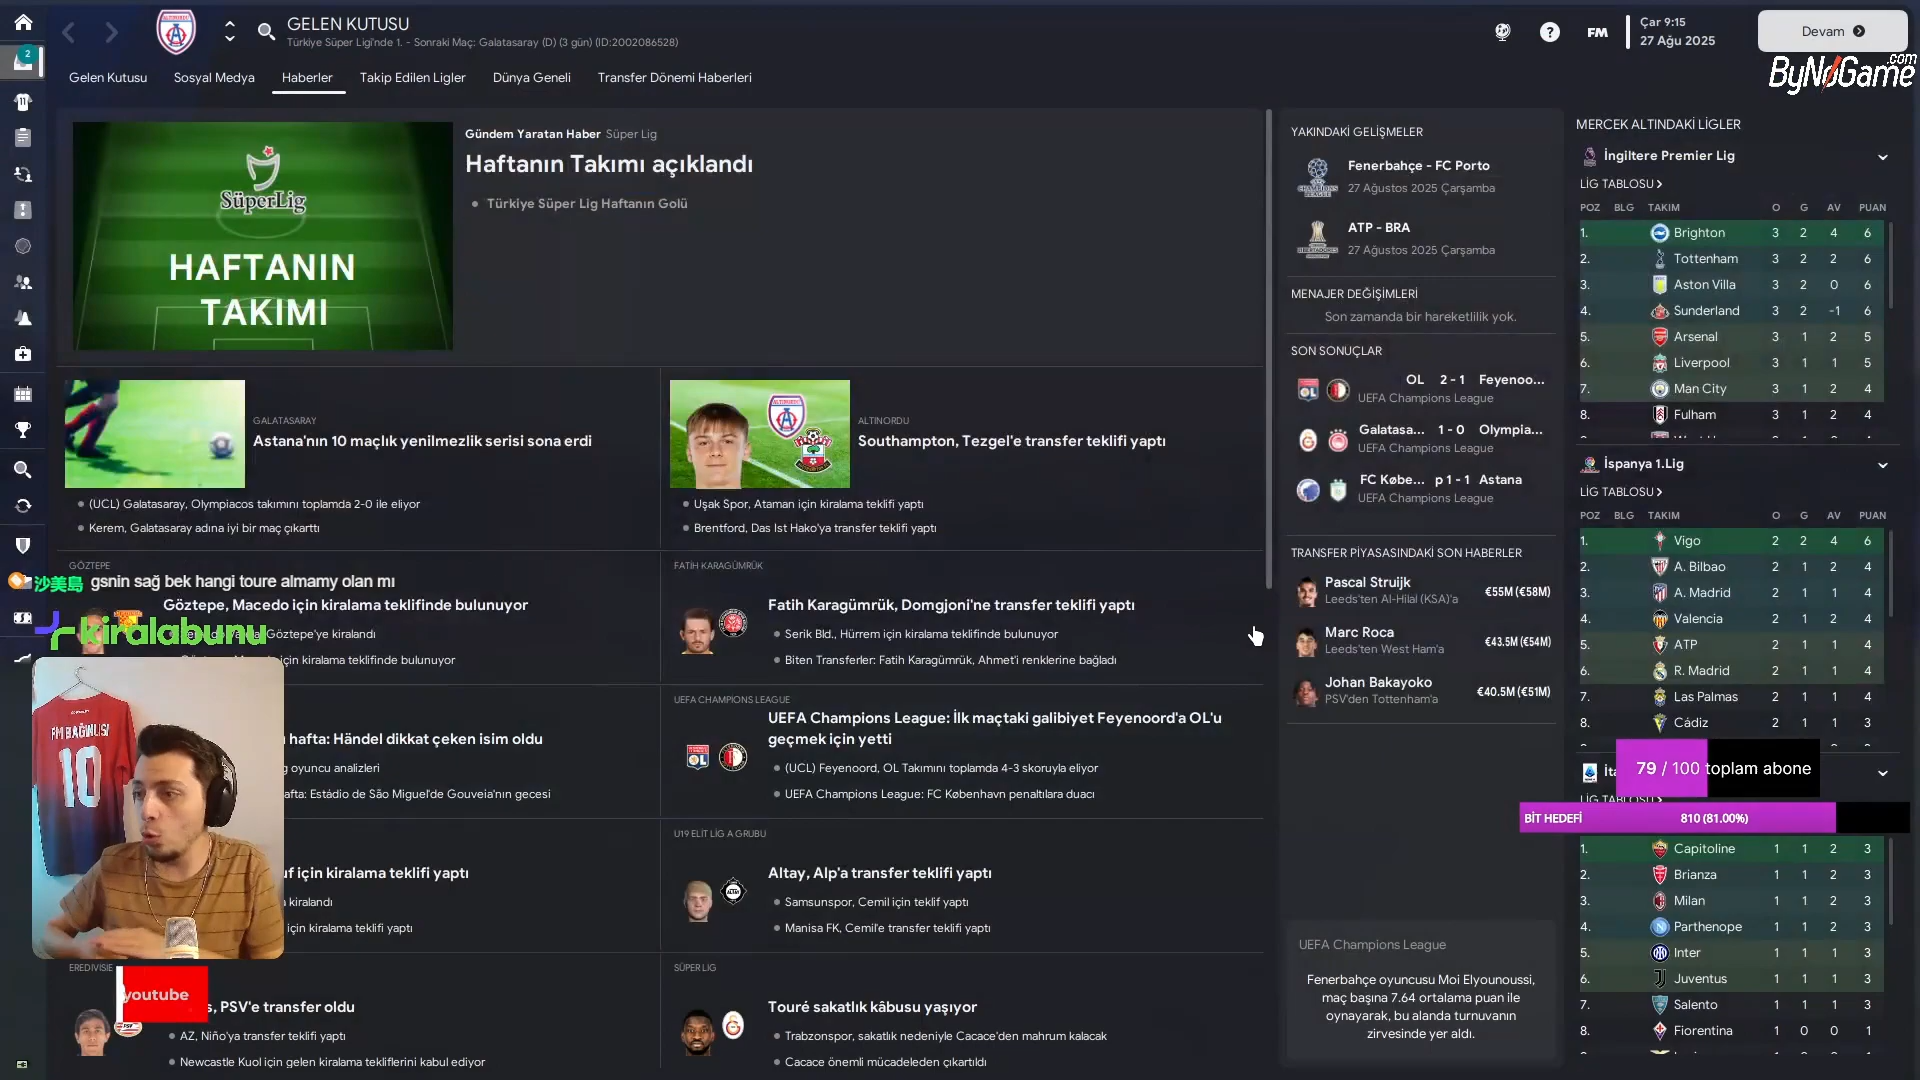 GELEN KUTUSU
Türkiye Süper Ligi'nde 1. - Sonraki Maç: Galatasaray (D) (3 gün) (ID:2002086528)
FM
Çar 9:15
27 Ağu 2025
Devam
ByNoGame.com
2
Gelen Kutusu
Sosyal Medya
Haberler
Takip Edilen Ligler
Dünya Geneli
Transfer Dönemi Haberleri
SüperLig
HAFTANIN
TAKIMI
Gündem Yaratan Haber Süper Lig
Haftanın Takımı açıklandı
Türkiye Süper Lig Haftanın Golü
GALATASARAY
Astana'nın 10 maçlık yenilmezlik serisi sona erdi
(UCL) Galatasaray, Olympiacos takımını toplamda 2-0 ile eliyor
Kerem, Galatasaray adına iyi bir maç çıkarttı
ALTINORDU
Southampton, Tezgel'e transfer teklifi yaptı
Uşak Spor, Ataman için kiralama teklifi yaptı
Brentford, Das Ist Hako'ya transfer teklifi yaptı
GÖZTEPE
沙美島 gsnin sağ bek hangi toure almamy olan mı
Göztepe, Macedo için kiralama teklifinde bulunuyor
kiralabunu
Göztepe'ye kiralandı
için kiralama teklifinde bulunuyor
FATİH KARAGÜMRÜK
Fatih Karagümrük, Domgjoni'ne transfer teklifi yaptı
Serik Bld., Hürrem için kiralama teklifinde bulunuyor
Biten Transferler: Fatih Karagümrük, Ahmet'i renklerine bağladı
FM BAĞIMLISI
10
hafta: Händel dikkat çeken isim oldu
oyuncu analizleri
afta: Estádio de São Miguel'de Gouveia'nın gecesi
UEFA CHAMPIONS LEAGUE
UEFA Champions League: İlk maçtaki galibiyet Feyenoord'a OL'u
geçmek için yetti
(UCL) Feyenoord, OL Takımını toplamda 4-3 skoruyla eliyor
UEFA Champions League: FC København penaltılara duacı
uf için kiralama teklifi yaptı
kiralandı
için kiralama teklifi yaptı
U19 ELİT LİG A GRUBU
Altay, Alp'a transfer teklifi yaptı
Samsunspor, Cemil için teklif yaptı
Manisa FK, Cemil'e transfer teklifi yaptı
EREDIVISIE
youtube
s, PSV'e transfer oldu
AZ, Niño'ya transfer teklifi yaptı
Newcastle Kuol için gelen kiralama tekliflerini kabul ediyor
SÜPER LİG
Touré sakatlık kâbusu yaşıyor
Trabzonspor, sakatlık nedeniyle Cacace'den mahrum kalacak
Cacace önemli mücadeleden çıkartıldı
YAKINDAKİ GELİŞMELER
Fenerbahçe - FC Porto
27 Ağustos 2025 Çarşamba
ATP - BRA
27 Ağustos 2025 Çarşamba
MENAJER DEĞİŞİMLERİ
Son zamanda bir hareketlilik yok.
SON SONUÇLAR
OL 2 - 1 Feyenoo...
UEFA Champions League
Galatasa... 1 - 0 Olympia...
UEFA Champions League
FC Købe... p 1 - 1 Astana
UEFA Champions League
TRANSFER PİYASASINDAKİ SON HABERLER
Pascal Struijk
Leeds'ten Al-Hilal (KSA)'a
€55M (€58M)
Marc Roca
Leeds'ten West Ham'a
€43.5M (€54M)
Johan Bakayoko
PSV'den Tottenham'a
€40.5M (€51M)
UEFA Champions League
Fenerbahçe oyuncusu Moi Elyounoussi,
maç başına 7.64 ortalama puan ile
oynayarak, bu alanda turnuvanın
zirvesinde yer aldı.
MERCEK ALTINDAKİ LİGLER
İngiltere Premier Lig
LİG TABLOSU
POZ BLG TAKIM O G AV PUAN
1. Brighton 3 2 4 6
2. Tottenham 3 2 2 6
3. Aston Villa 3 2 0 6
4. Sunderland 3 2 -1 6
5. Arsenal 3 1 2 5
6. Liverpool 3 1 1 5
7. Man City 3 1 2 4
8. Fulham 3 1 2 4
İspanya 1.Lig
LİG TABLOSU
POZ BLG TAKIM O G AV PUAN
1. Vigo 2 2 4 6
2. A. Bilbao 2 1 2 4
3. A. Madrid 2 1 1 4
4. Valencia 2 1 2 4
5. ATP 2 1 1 4
6. R. Madrid 2 1 1 4
7. Las Palmas 2 1 1 4
8. Cádiz 2 1 1 3
79 / 100 toplam abone
LİG TABLOSU
BİT HEDEFİ 810 (81.00%)
1. Capitoline 1 1 2 3
2. Brianza 1 1 2 3
3. Milan 1 1 2 3
4. Parthenope 1 1 2 3
5. Inter 1 1 1 3
6. Juventus 1 1 1 3
7. Salento 1 1 1 3
8. Fiorentina 1 0 0 1